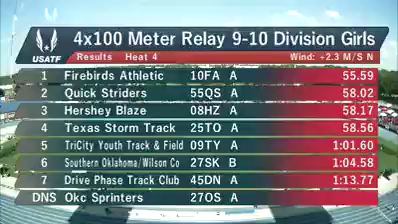 4x100 Meter Relay 9-10 Division Girls
USATF
Results Heat 4 Wind: +2.3 M/S N
1 Firebirds Athletic 10FA A 55.59
2 Quick Striders 55QS A 58.02
3 Hershey Blaze 08HZ A 58.17
4 Texas Storm Track 25TO A 58.56
5 TriCity Youth Track & Field 09TY A 1:01.60
6 Southern Oklahoma/Wilson Co 27SK B 1:04.58
7 Drive Phase Track Club 45DN A 1:13.77
DNS Okc Sprinters 27OS A